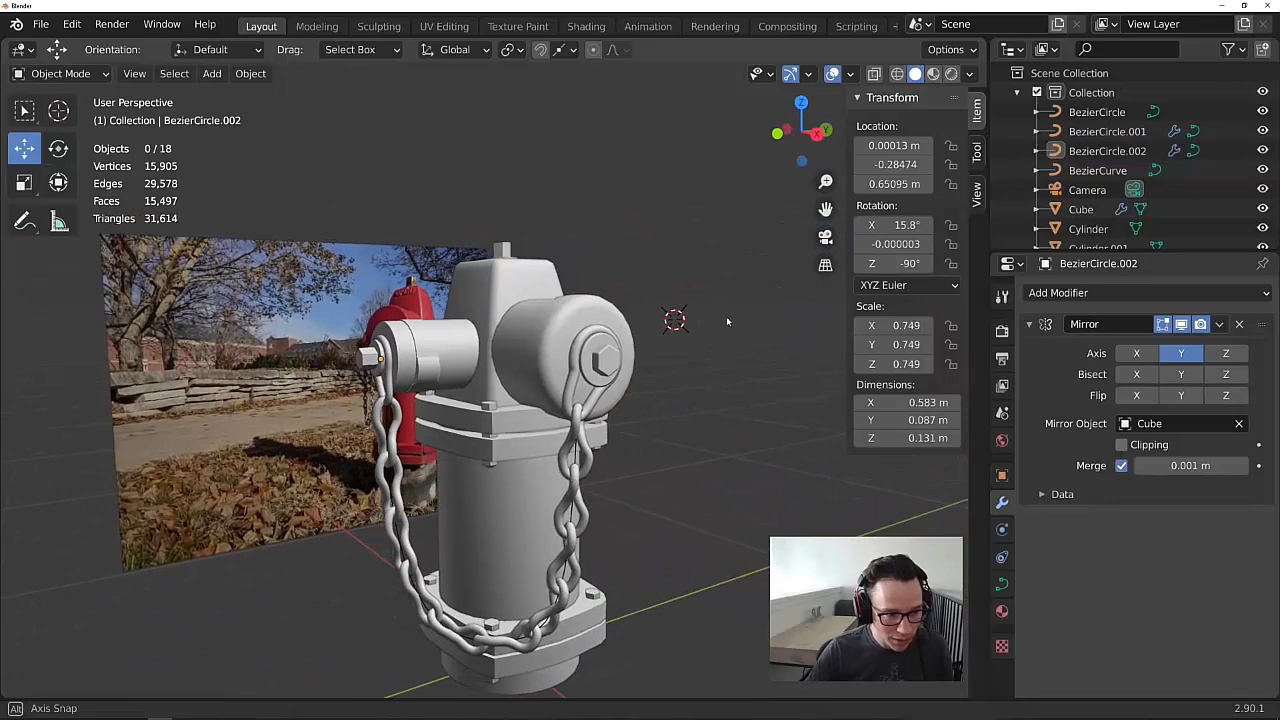 Blender
File Edit Render Window Help Layout Modeling Sculpting UV Editing Texture Paint Shading Animation Rendering Compositing Scripting + Scene View Layer
Orientation: Default Drag: Select Box Global Options
Object Mode View Select Add Object
User Perspective
(1) Collection | BezierCircle.002
Objects 0 / 18
Vertices 15,905
Edges 29,578
Faces 15,497
Triangles 31,614
Z
Y
X
Transform
Location:
0.00013 m
-0.28474
0.65095 m
Rotation:
X 15.8°
-0.000003
Z -90°
XYZ Euler
Scale:
X 0.749
Y 0.749
Z 0.749
Dimensions:
X 0.583 m
Y 0.087 m
Z 0.131 m
Item
Tool
View
Scene Collection
Collection
BezierCircle
BezierCircle.001
BezierCircle.002
BezierCurve
Camera
Cube
Cylinder
Cylinder.001
BezierCircle.002
Add Modifier
Mirror
Axis X Y Z
Bisect X Y Z
Flip X Y Z
Mirror Object Cube
Clipping
Merge 0.001 m
Data
Alt Axis Snap
2.90.1